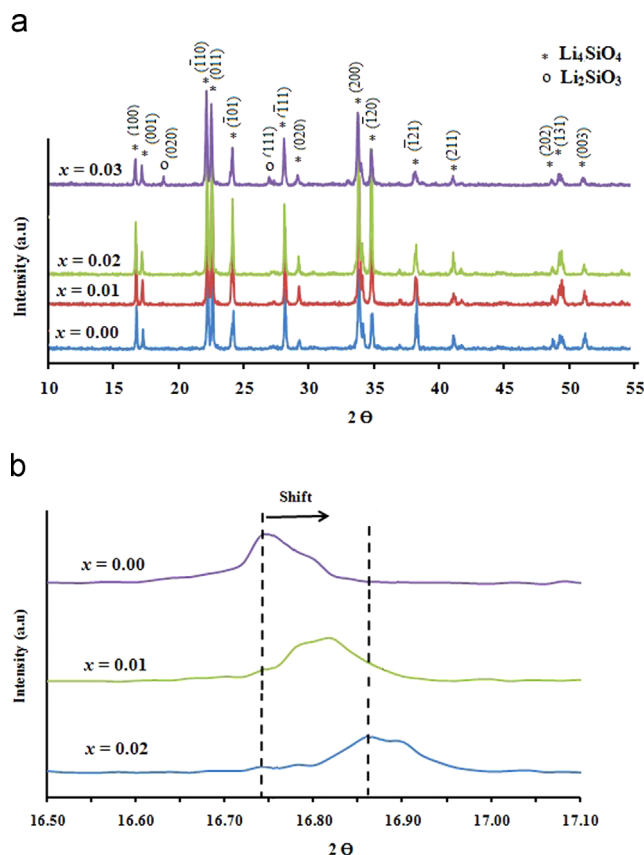 a
* Li₄SiO₄
o Li₂SiO₃
* (100)
* (001)
o (020)
* (1̄10)
* (011)
* (1̄01)
o (111)
* (1̄11)
* (020)
* (200)
* (1̄20)
* (1̄21)
* (211)
* (202)
* (131)
* (003)
x = 0.03
x = 0.02
x = 0.01
x = 0.00
Intensity (a.u)
10 15 20 25 30 35 40 45 50 55
2 Ɵ
b
Shift
x = 0.00
x = 0.01
x = 0.02
Intensity (a.u)
16.50 16.60 16.70 16.80 16.90 17.00 17.10
2 Ɵ